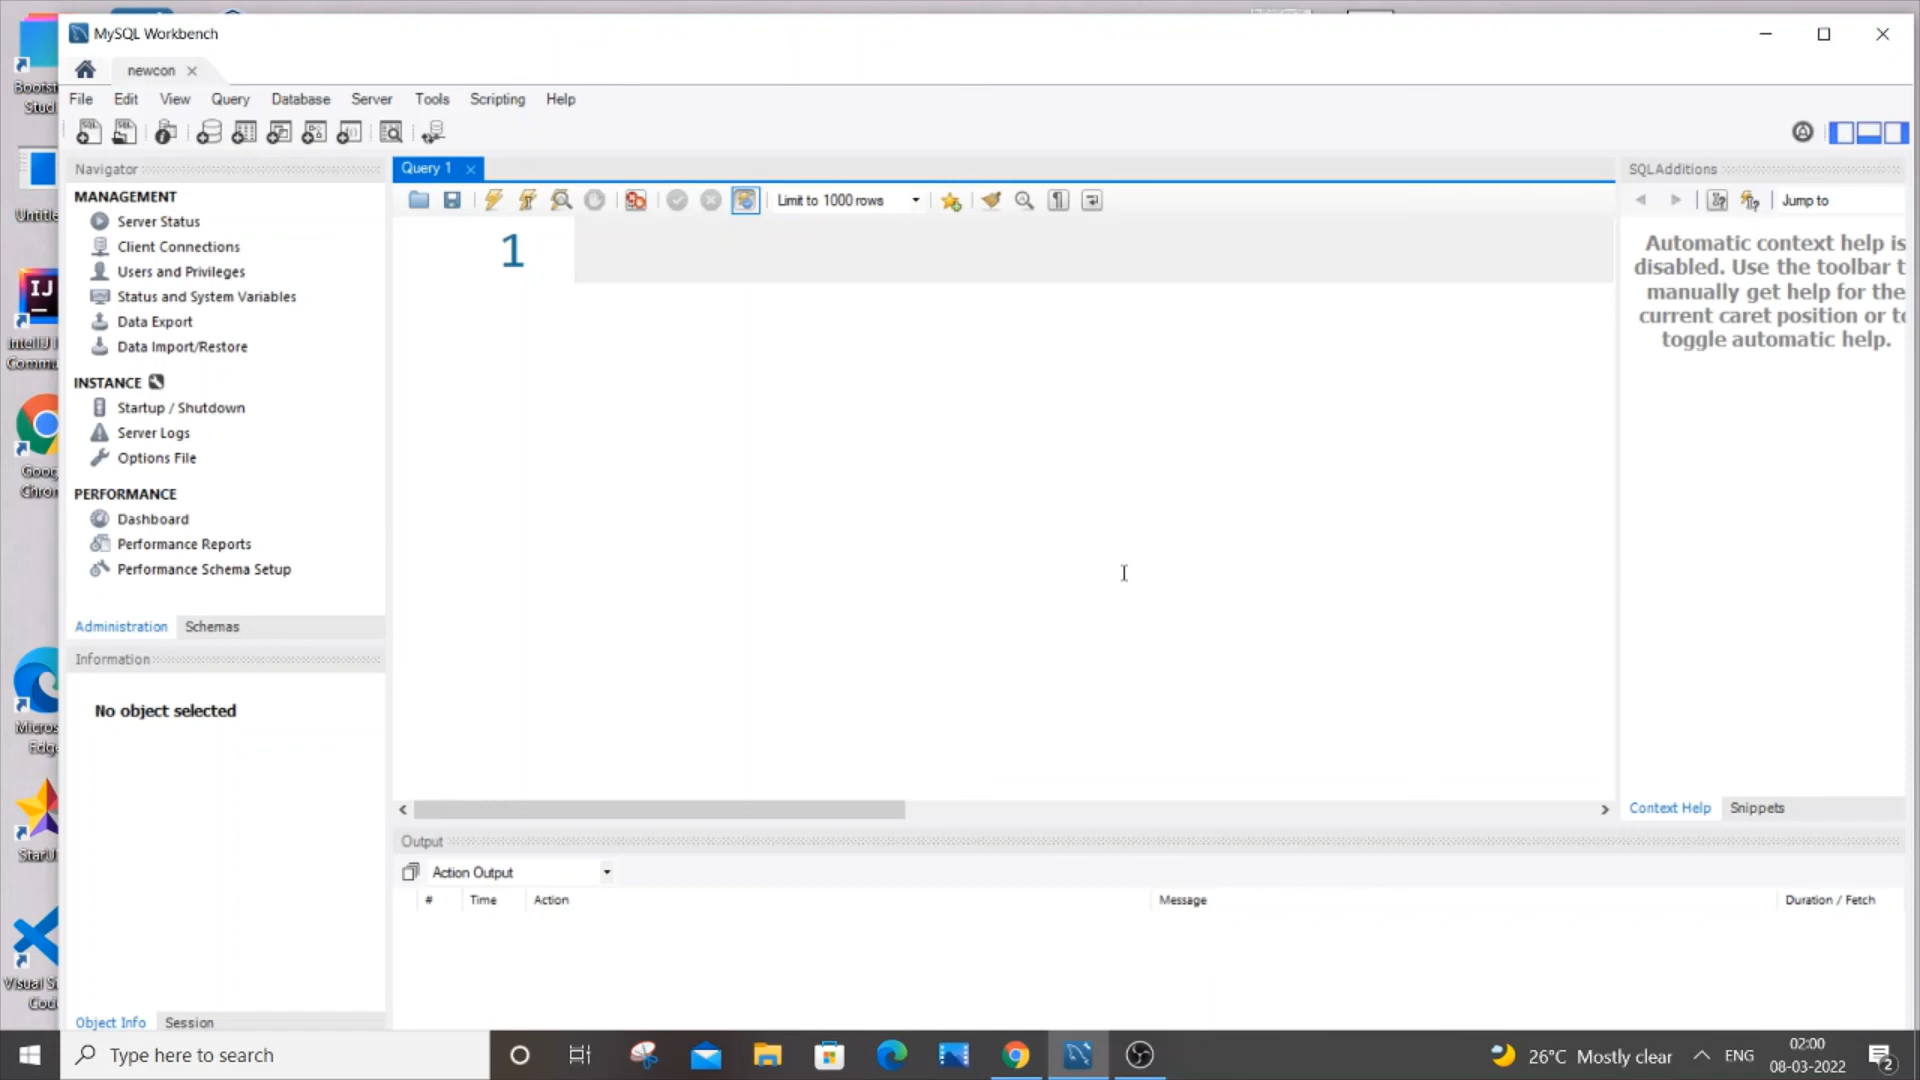 MySQL Workbench
newcon
File Edit View Query Database Server Tools Scripting Help
Navigator
MANAGEMENT
Server Status
Client Connections
Users and Privileges
Status and System Variables
Data Export
Data Import/Restore
INSTANCE
Startup / Shutdown
Server Logs
Options File
PERFORMANCE
Dashboard
Performance Reports
Performance Schema Setup
Administration Schemas
Information
No object selected
Object Info Session
Query 1
Limit to 1000 rows
1
Output
Action Output
# Time Action Message Duration / Fetch
SQLAdditions
Jump to
Automatic context help is
disabled. Use the toolbar t
manually get help for the
current caret position or to
toggle automatic help.
Context Help Snippets
Type here to search
26°C Mostly clear
ENG
02:00
08-03-2022
2